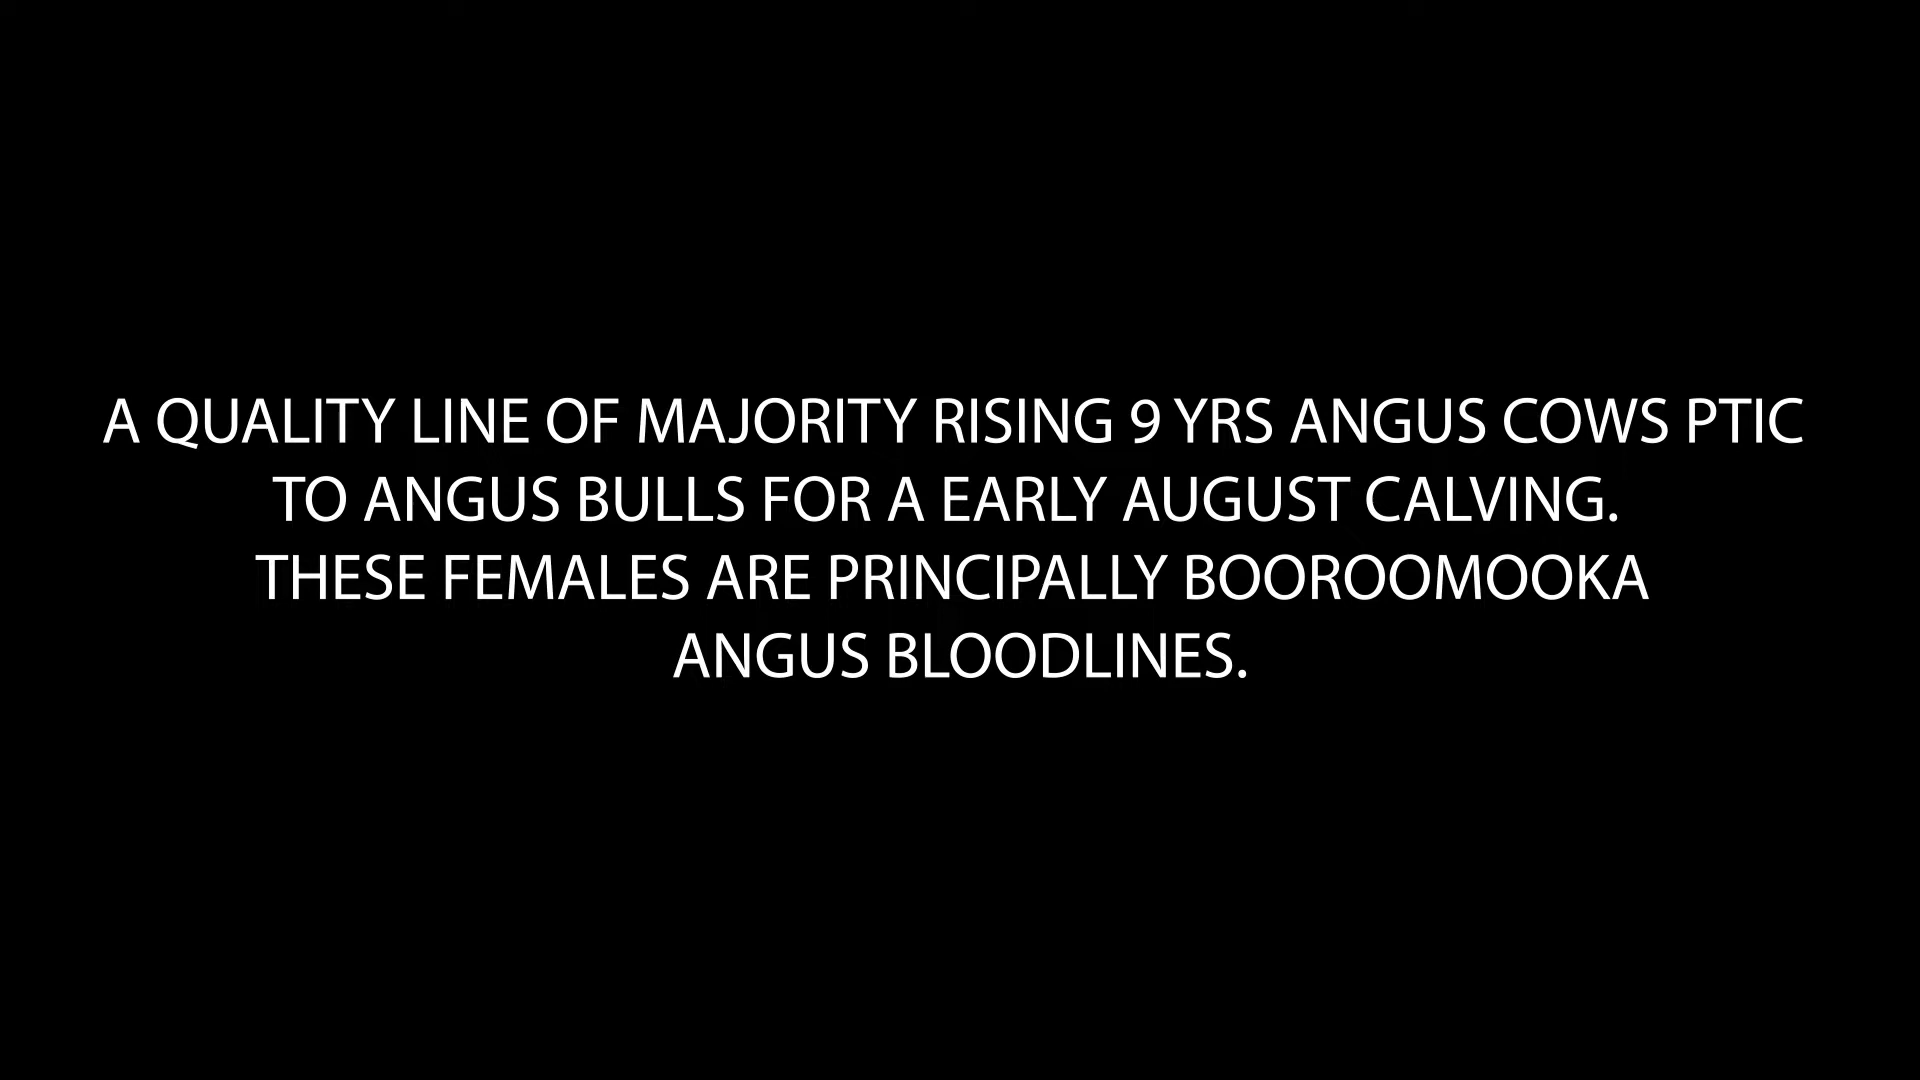 A QUALITY LINE OF MAJORITY RISING 9 YRS ANGUS COWS PTIC
TO ANGUS BULLS FOR A EARLY AUGUST CALVING.
THESE FEMALES ARE PRINCIPALLY BOOROOMOOKA
ANGUS BLOODLINES.